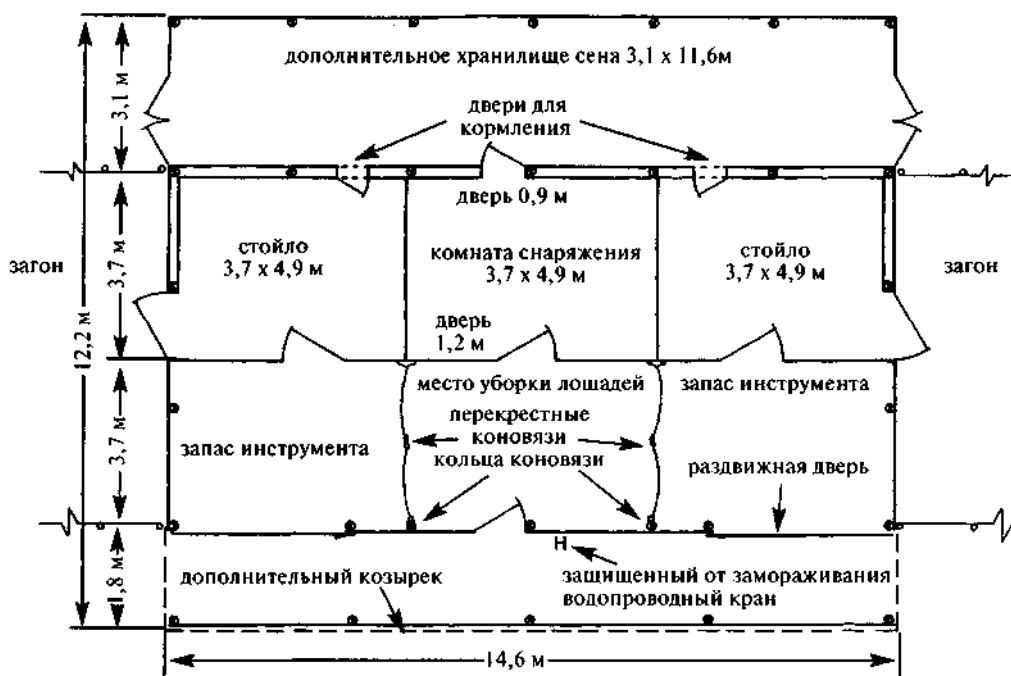 дополнительное хранилище сена 3,1 х 11,6м
3,1 м
двери для
кормления
дверь 0,9 м
загон
3,7 м
стойло
3,7 х 4,9 м
комната снаряжения
3,7 х 4,9 м
стойло
3,7 х 4,9 м
загон
12,2 м
дверь
1,2 м
место уборки лошадей
запас инструмента
перекрестные
коновязи
кольца коновязи
3,7 м
запас инструмента
раздвижная дверь
Н
1,8 м
дополнительный козырек
защищенный от замораживания
водопроводный кран
14,6 м